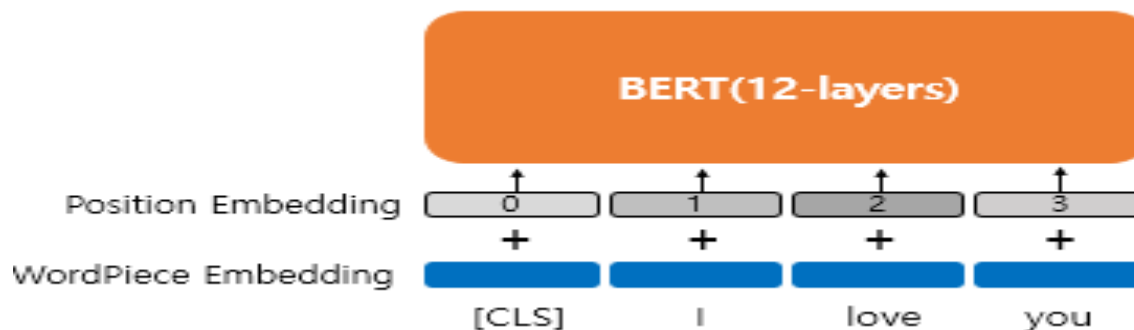 BERT(12-layers)
Position Embedding 0 1 2 3
+ + + +
WordPiece Embedding
[CLS] I love you